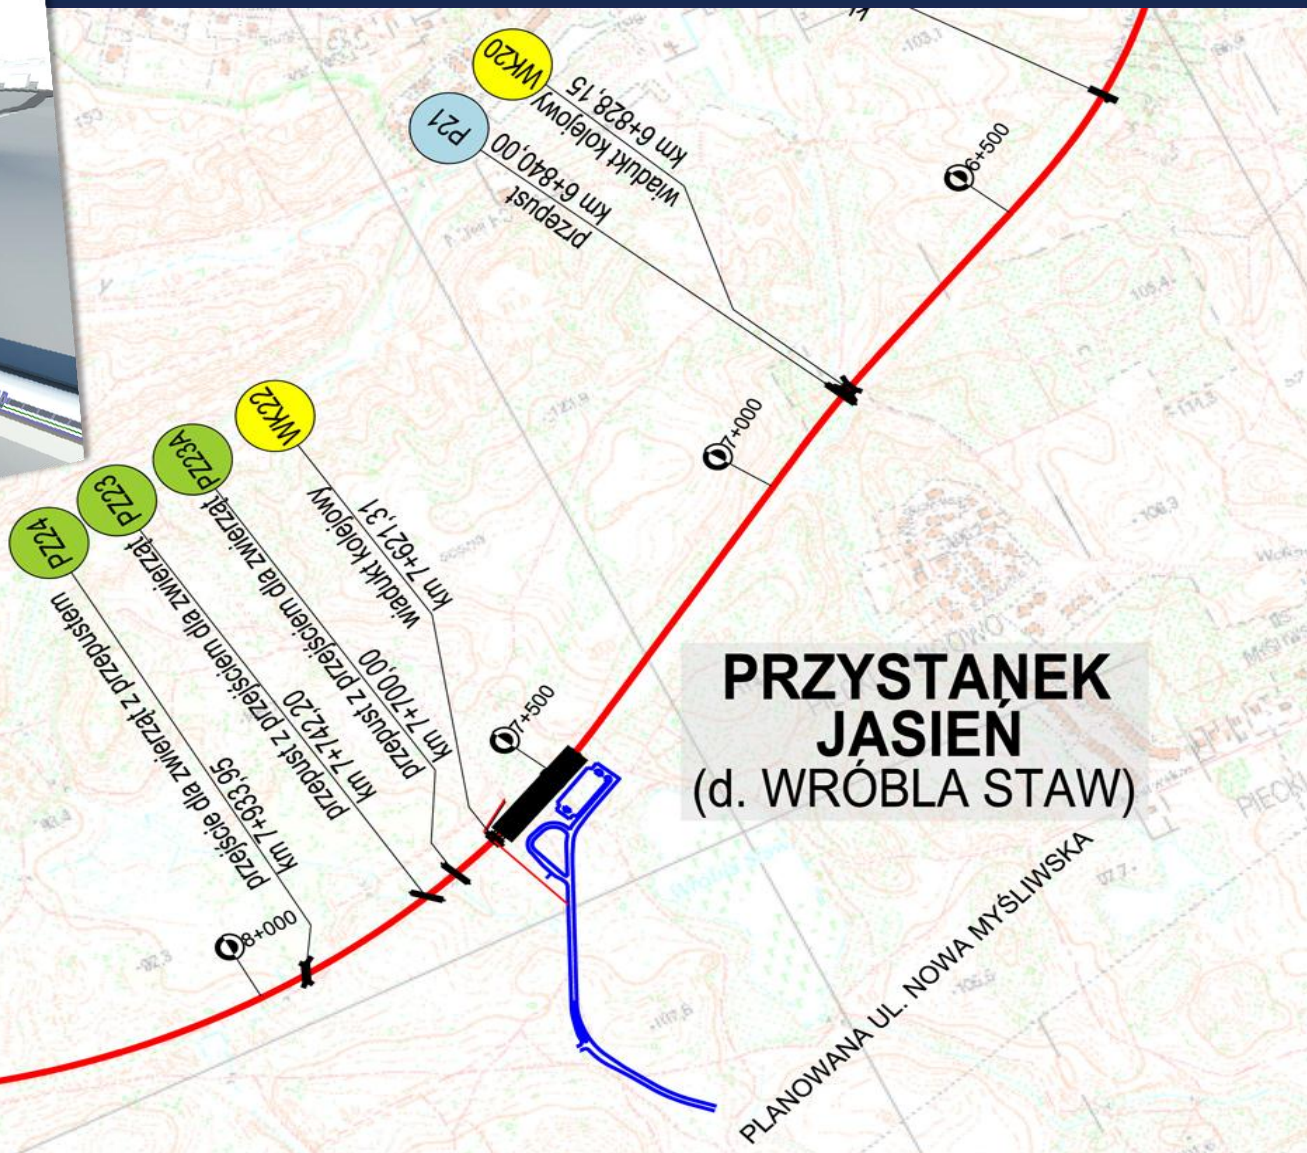 WK20
wiadukt kolejowy
km 6+828,15
P21
przepust
km 6+840,00
6+500
7+000
WK22
wiadukt kolejowy
km 7+621,31
PZ23A
przepust z przejściem dla zwierząt
km 7+700,00
PZ23
przepust z przejściem dla zwierząt
km 7+742,20
PZ24
przejście dla zwierząt z przepustem
km 7+933,95
7+500
8+000
PRZYSTANEK
JASIEŃ
(d. WRÓBLA STAW)
PLANOWANA UL. NOWA MYŚLIWSKA